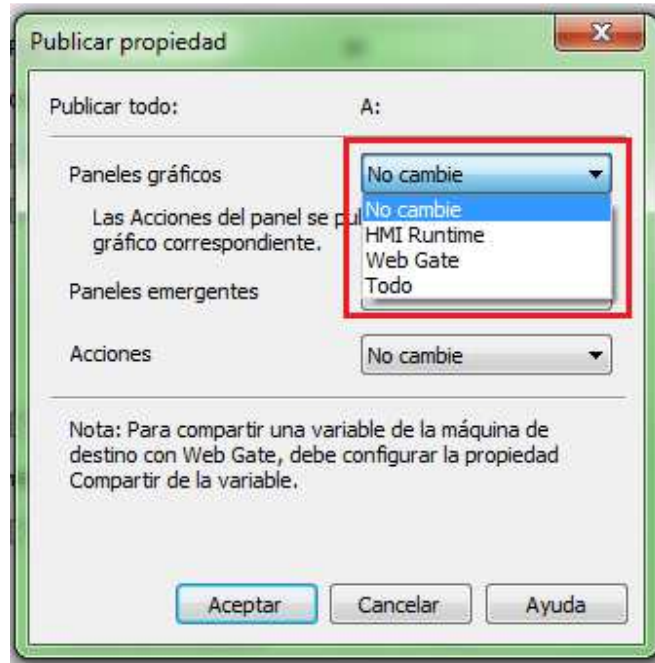 Publicar propiedad
Publicar todo: A:
Paneles gráficos No cambie
No cambie
HMI Runtime
Web Gate
Todo
Las Acciones del panel se
gráfico correspondiente.
Paneles emergentes
Acciones No cambie
Nota: Para compartir una variable de la máquina de
destino con Web Gate, debe configurar la propiedad
Compartir de la variable.
Aceptar Cancelar Ayuda